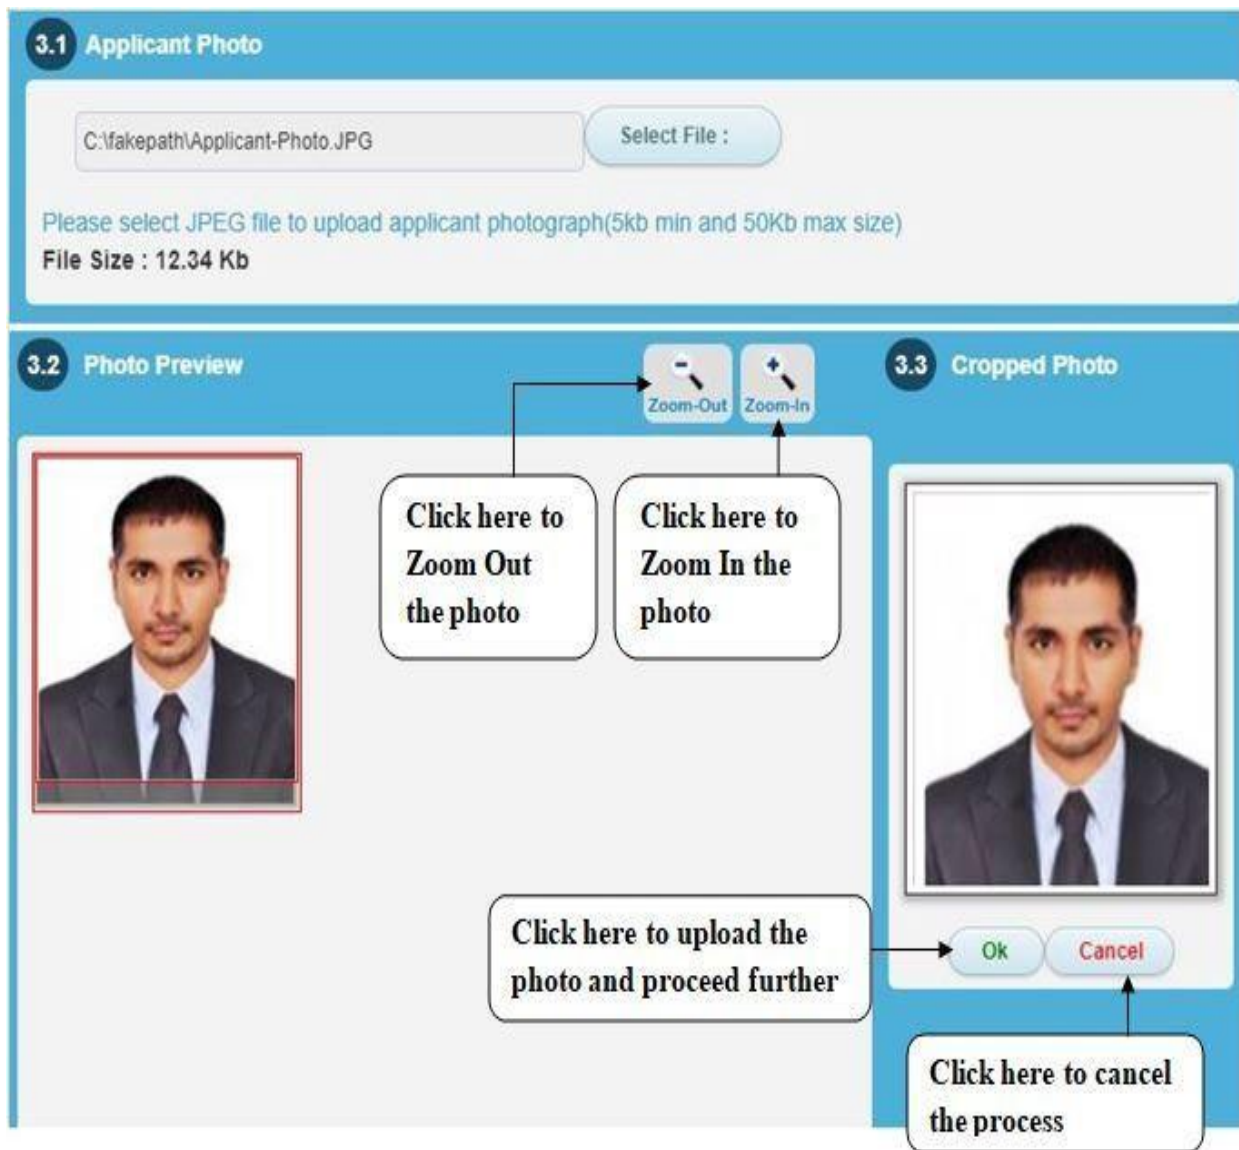 3.1 Applicant Photo
C:\fakepath\Applicant-Photo.JPG
Select File :
Please select JPEG file to upload applicant photograph(5kb min and 50Kb max size)
File Size : 12.34 Kb
3.2 Photo Preview
Zoom-Out
Zoom-In
3.3 Cropped Photo
Click here to
Zoom Out
the photo
Click here to
Zoom In the
photo
Click here to upload the
photo and proceed further
Ok
Cancel
Click here to cancel
the process